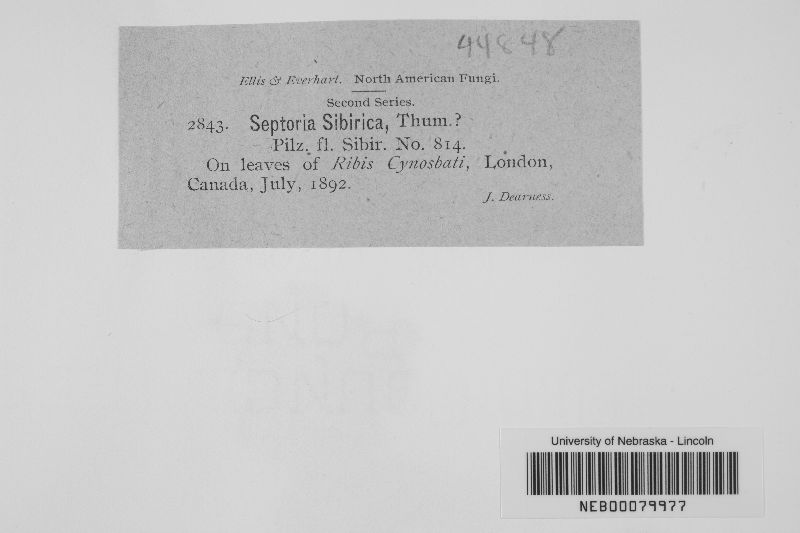 44848
Ellis & Everhart. North American Fungi.
Second Series.
2843. Septoria Sibirica, Thum.?
Pilz. fl. Sibir. No. 814.
On leaves of Ribis Cynosbati, London,
Canada, July, 1892.
J. Dearness.
University of Nebraska - Lincoln
NEB00079977